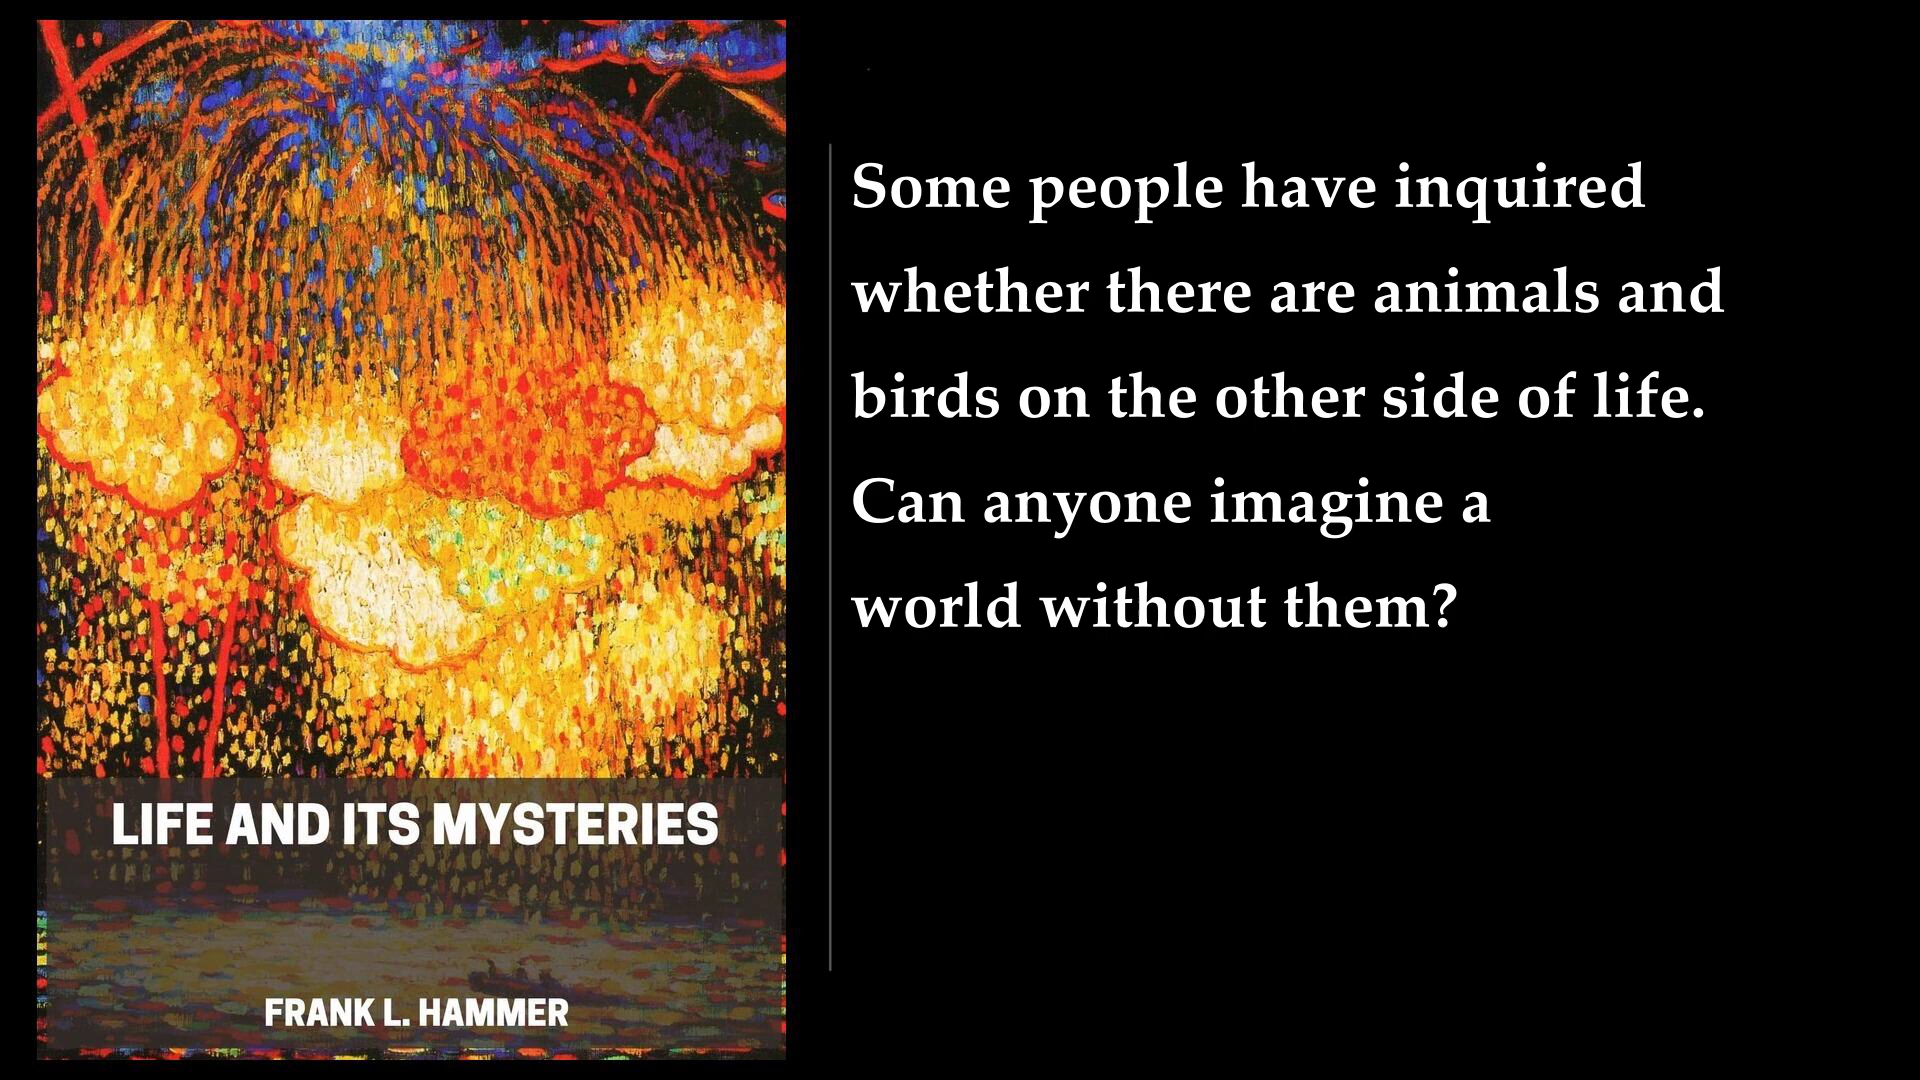 LIFE AND ITS MYSTERIES
FRANK L. HAMMER
Some people have inquired
whether there are animals and
birds on the other side of life.
Can anyone imagine a
world without them?